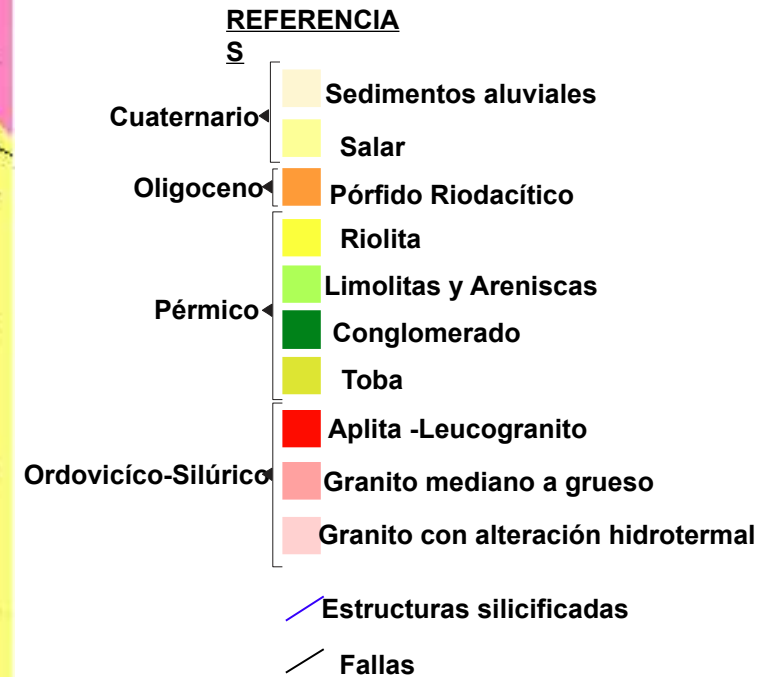 REFERENCIA
S
Cuaternario
Sedimentos aluviales
Salar
Oligoceno
Pórfido Riodacítico
Pérmico
Riolita
Limolitas y Areniscas
Conglomerado
Toba
Ordovicíco-Silúrico
Aplita -Leucogranito
Granito mediano a grueso
Granito con alteración hidrotermal
Estructuras silicificadas
Fallas